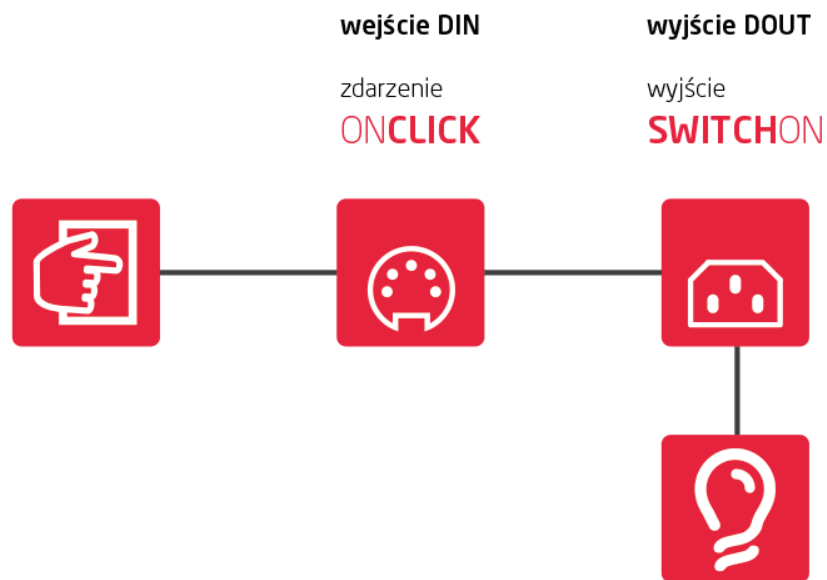 wejście DIN
zdarzenie
ONCLICK
wyjście DOUT
wyjście
SWITCHON